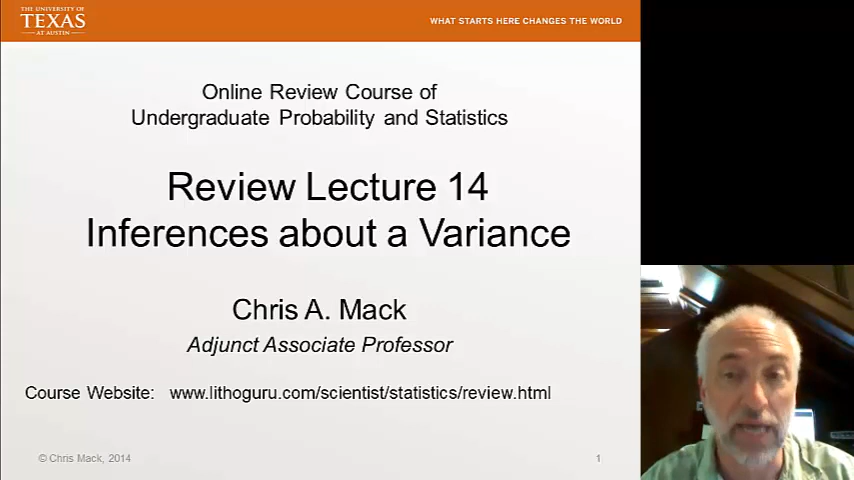 THE UNIVERSITY OF
TEXAS
AT AUSTIN
WHAT STARTS HERE CHANGES THE WORLD
Online Review Course of
Undergraduate Probability and Statistics
Review Lecture 14
Inferences about a Variance
Chris A. Mack
Adjunct Associate Professor
Course Website: www.lithoguru.com/scientist/statistics/review.html
© Chris Mack, 2014
1